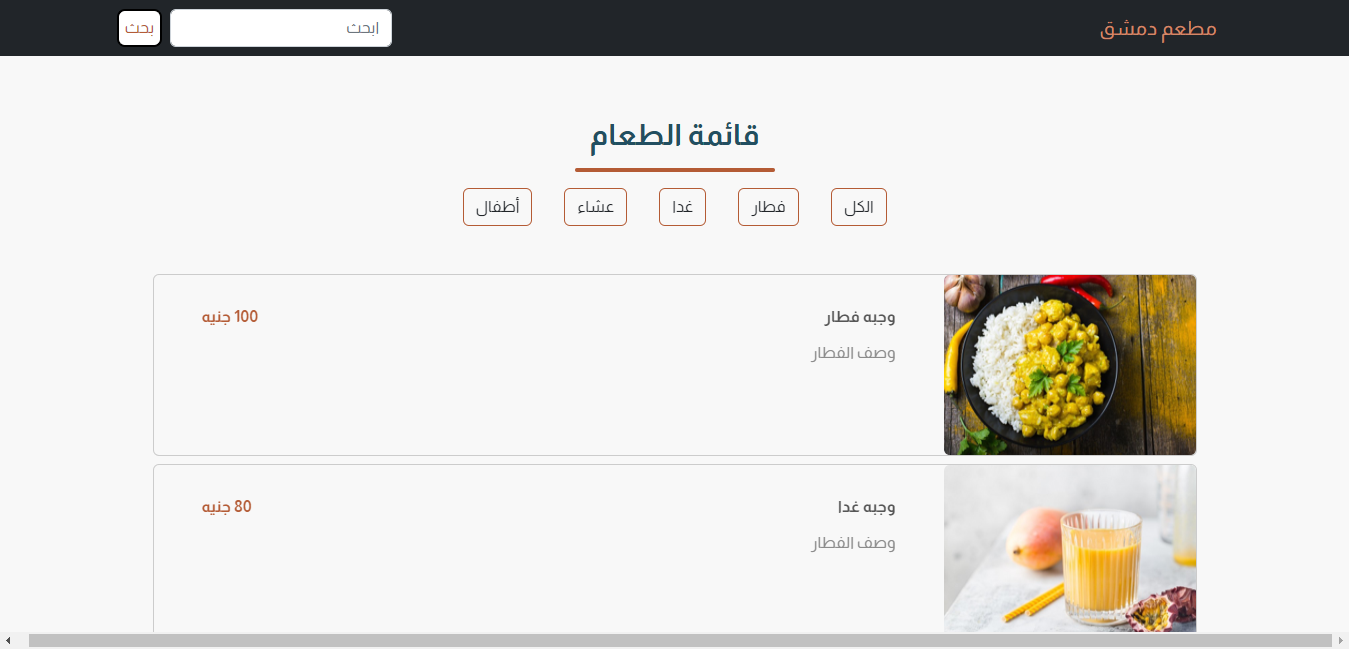 مطعم دمشق
ابحث
بحث
قائمة الطعام
الكل
فطار
غدا
عشاء
أطفال
وجبه فطار
100 جنيه
وصف الفطار
وجبه غدا
80 جنيه
وصف الفطار